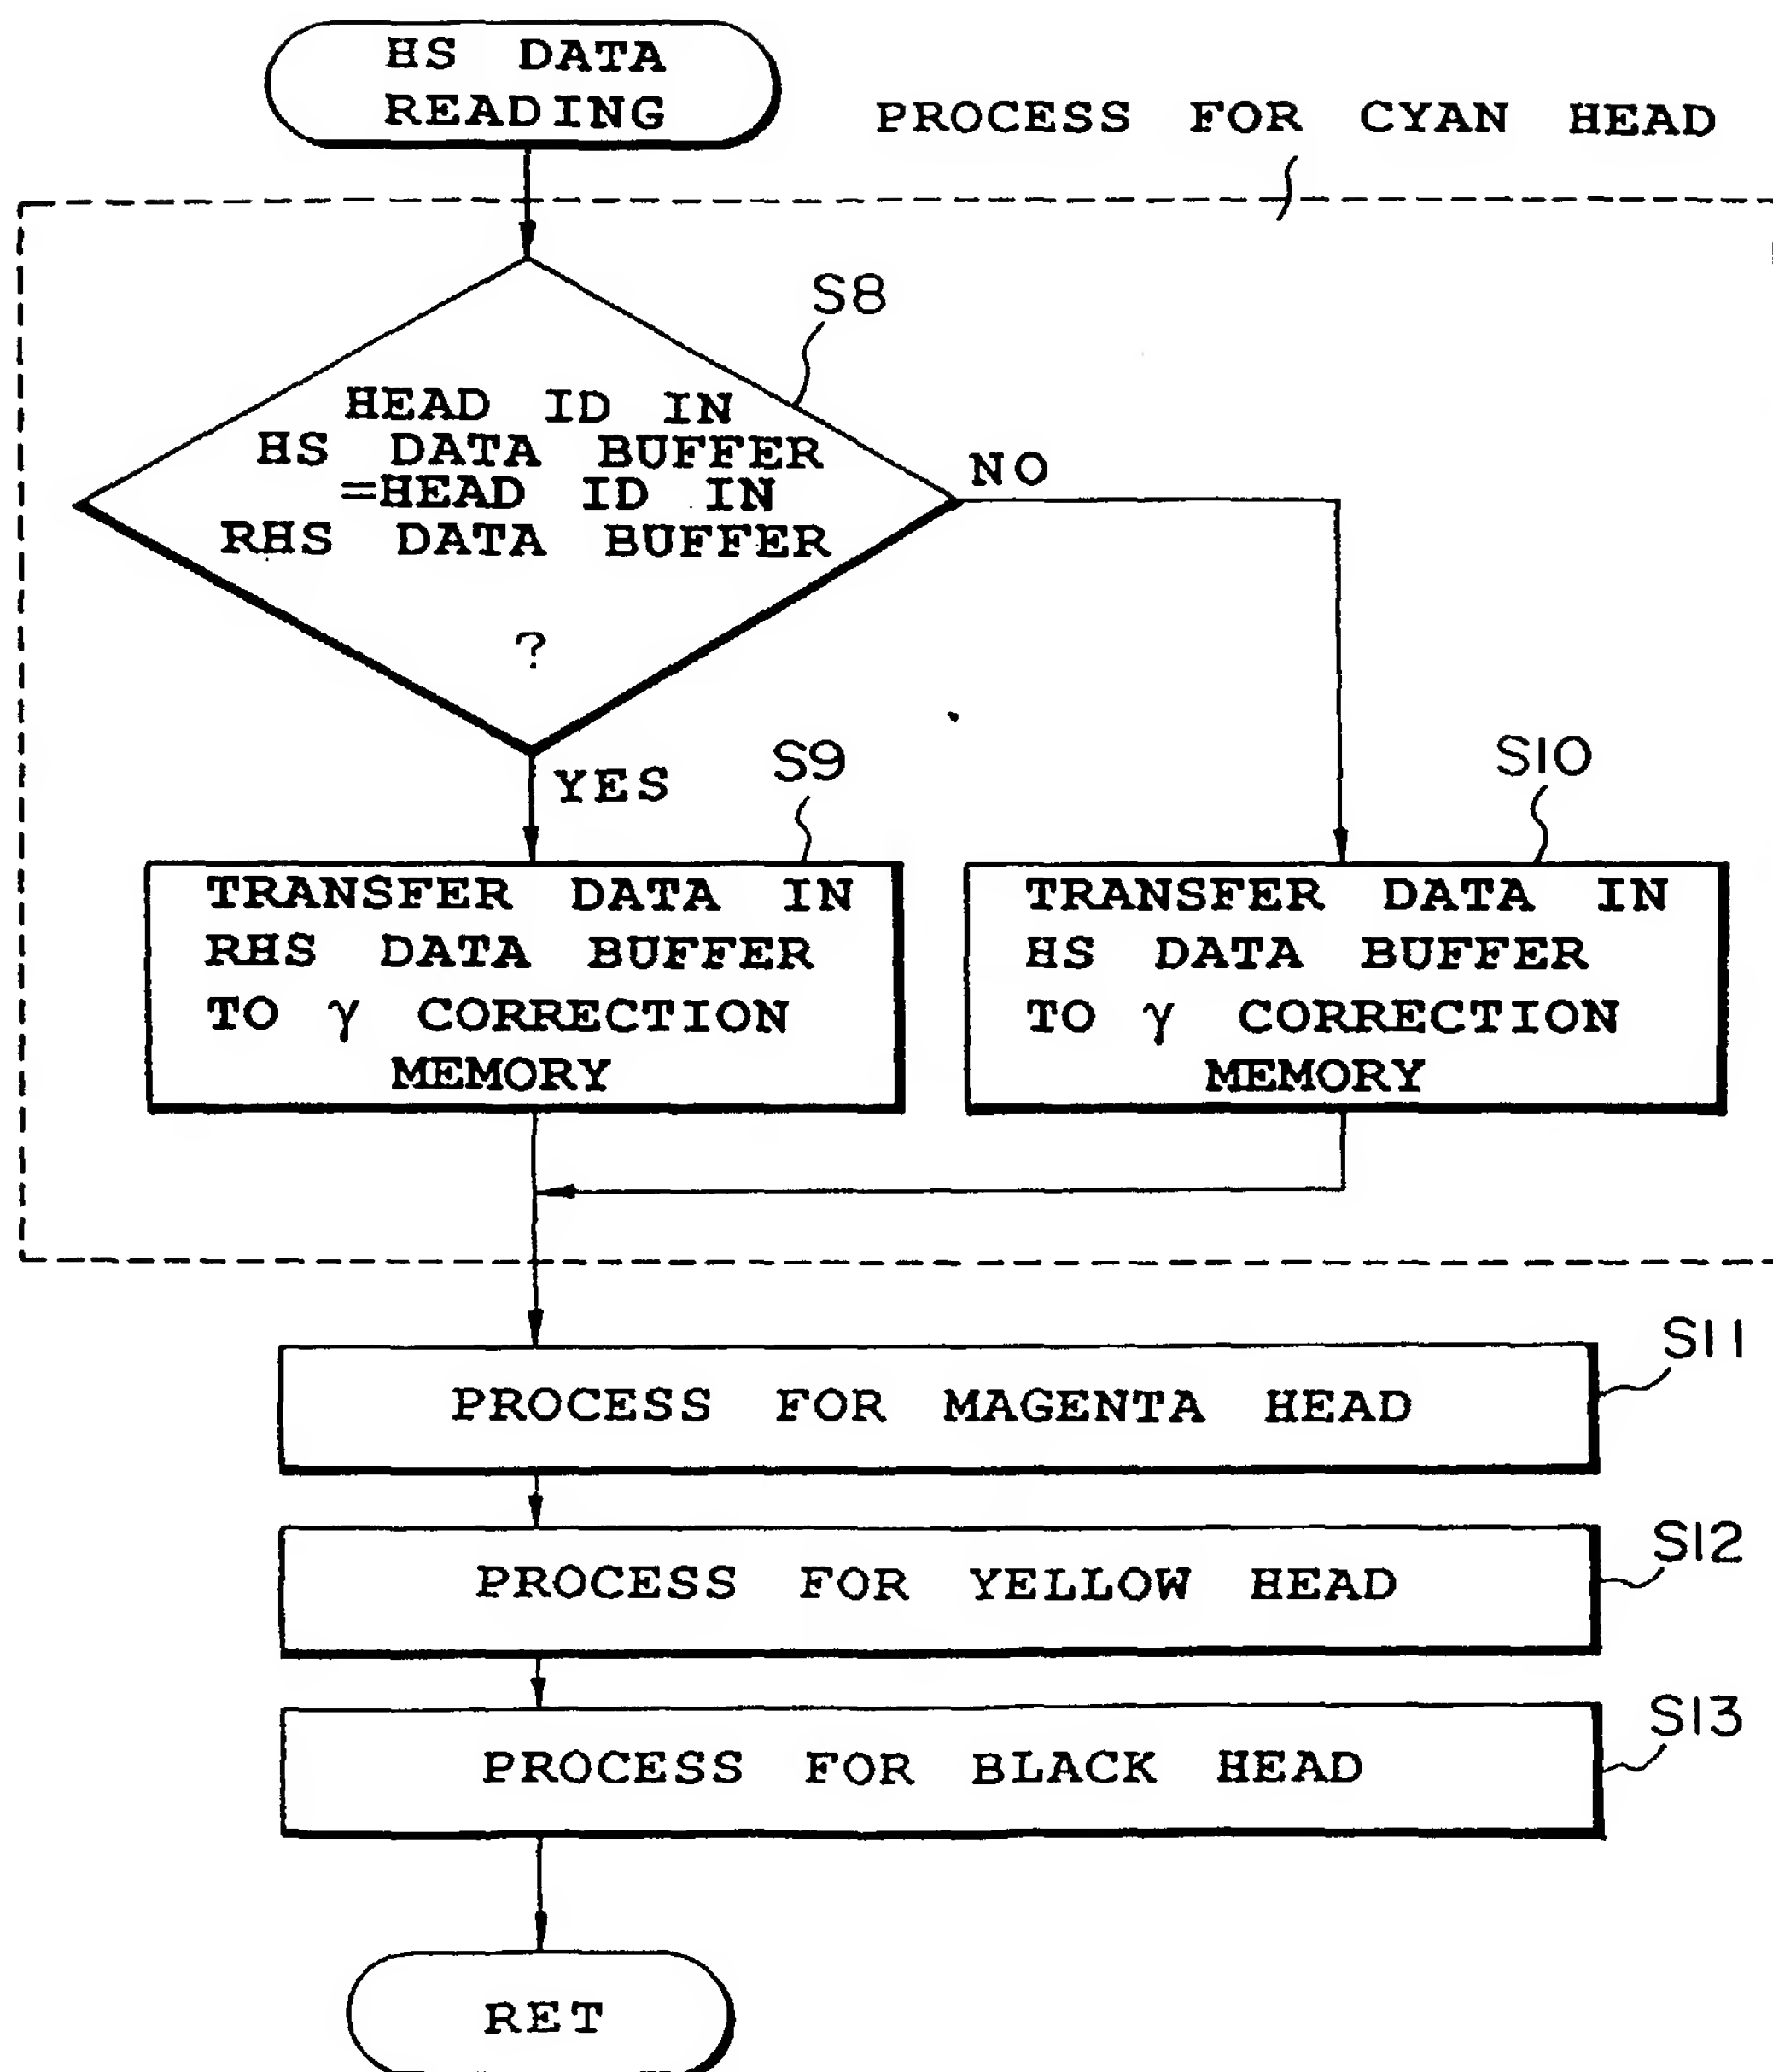 HS DATA
READING
PROCESS FOR CYAN HEAD
S8
HEAD ID IN
HS DATA BUFFER
=HEAD ID IN
RHS DATA BUFFER
?
NO
YES
S9
S10
TRANSFER DATA IN
RHS DATA BUFFER
TO γ CORRECTION
MEMORY
TRANSFER DATA IN
HS DATA BUFFER
TO γ CORRECTION
MEMORY
S11
PROCESS FOR MAGENTA HEAD
S12
PROCESS FOR YELLOW HEAD
S13
PROCESS FOR BLACK HEAD
RET